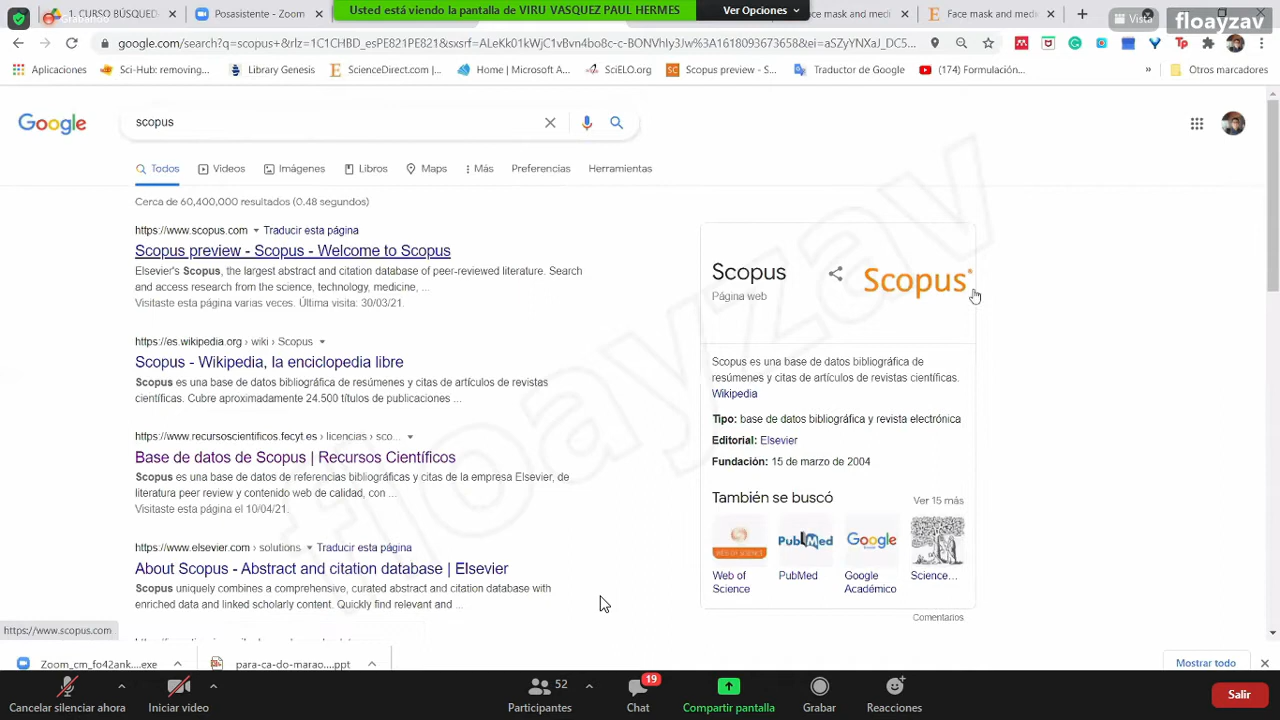 1. CURSO BÚSQUED
Grabando
Posasistente - Zoom
Usted está viendo la pantalla de VIRU VASQUEZ PAUL HERMES
Ver Opciones
ace mask and medi
Face mask and medi
Vista
floayzav
Aplicaciones
Sci-Hub: removing...
Library Genesis
ScienceDirect.com |...
Home | Microsoft A...
SciELO.org
Scopus preview - S...
Traductor de Google
(174) Formulación...
»
Otros marcadores
Google
scopus
Todos
Videos
Imágenes
Libros
Maps
Más
Preferencias
Herramientas
Cerca de 60,400,000 resultados (0.48 segundos)
https://www.scopus.com
Traducir esta página
Scopus preview - Scopus - Welcome to Scopus
Elsevier's Scopus, the largest abstract and citation database of peer-reviewed literature. Search
and access research from the science, technology, medicine, ...
Visitaste esta página varias veces. Última visita: 30/03/21.
https://es.wikipedia.org › wiki › Scopus
Scopus - Wikipedia, la enciclopedia libre
Scopus es una base de datos bibliográfica de resúmenes y citas de artículos de revistas
científicas. Cubre aproximadamente 24.500 títulos de publicaciones ...
https://www.recursoscientificos.fecyt.es › licencias › sco...
Base de datos de Scopus | Recursos Científicos
Scopus es una base de datos de referencias bibliográficas y citas de la empresa Elsevier, de
literatura peer review y contenido web de calidad, con ...
Visitaste esta página el 10/04/21.
https://www.elsevier.com › solutions
Traducir esta página
About Scopus - Abstract and citation database | Elsevier
Scopus uniquely combines a comprehensive, curated abstract and citation database with
enriched data and linked scholarly content. Quickly find relevant and ...
Scopus
Página web
Scopus
Scopus es una base de datos bibliográfica de
resúmenes y citas de artículos de revistas científicas.
Wikipedia
Tipo: base de datos bibliográfica y revista electrónica
Editorial: Elsevier
Fundación: 15 de marzo de 2004
También se buscó
Ver 15 más
WEB OF SCIENCE
PubMed
Google
Web of
Science
PubMed
Google
Académico
Science...
Comentarios
floayzav
https://www.scopus.com
Zoom_cm_fo42ank....exe
para-ca-do-marao....ppt
Mostrar todo
Cancelar silenciar ahora
Iniciar video
52
Participantes
19
Chat
Compartir pantalla
Grabar
Reacciones
Salir